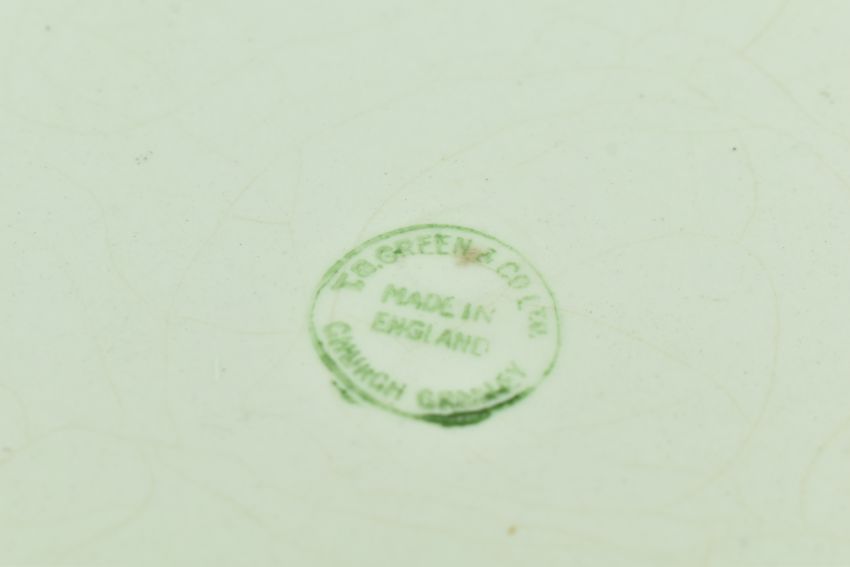 T.G. GREEN & CO LTD.
MADE IN
ENGLAND
CHURCH GRESLEY